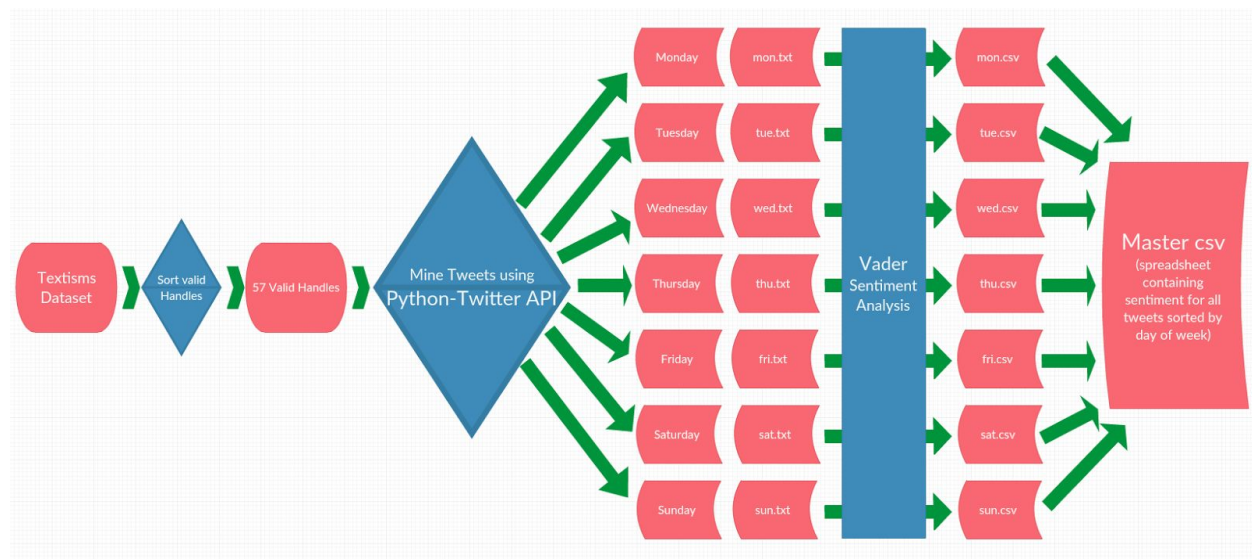 Textisms
Dataset
Sort valid
Handles
57 Valid Handles
Mine Tweets using
Python-Twitter API
Monday
mon.txt
Tuesday
tue.txt
Wednesday
wed.txt
Thursday
thu.txt
Friday
fri.txt
Saturday
sat.txt
Sunday
sun.txt
Vader
Sentiment
Analysis
mon.csv
tue.csv
wed.csv
thu.csv
fri.csv
sat.csv
sun.csv
Master csv
(spreadsheet
containing
sentiment for all
tweets sorted by
day of week)